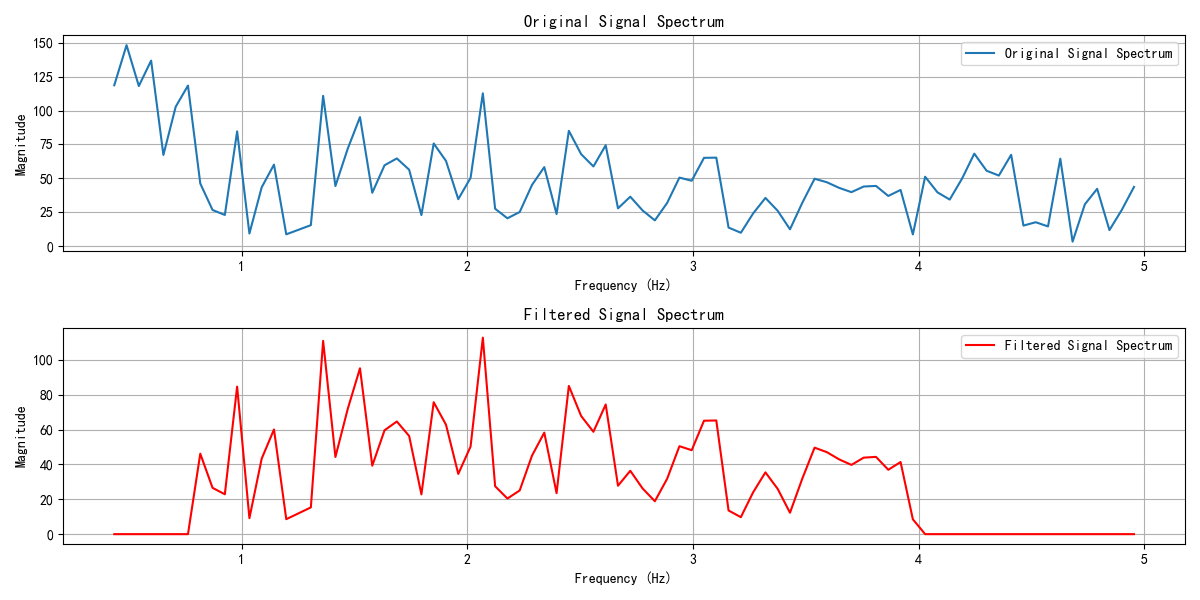 Original Signal Spectrum
150
125
100
75
50
25
0
Magnitude
Original Signal Spectrum
1 2 3 4 5
Frequency (Hz)
Filtered Signal Spectrum
100
80
60
40
20
0
Magnitude
Filtered Signal Spectrum
1 2 3 4 5
Frequency (Hz)